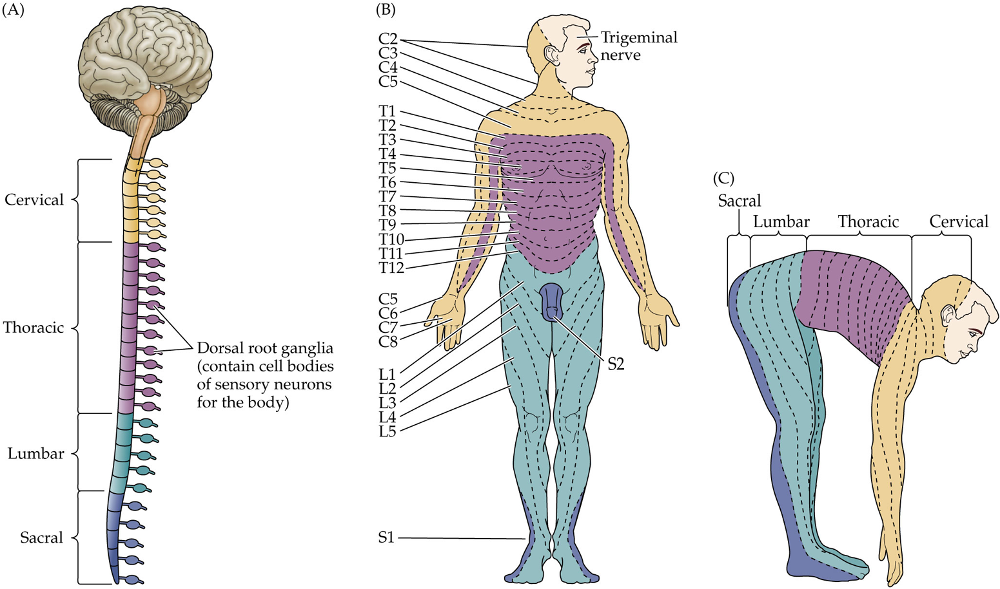 (A)
Cervical
Thoracic
Lumbar
Sacral
Dorsal root ganglia
(contain cell bodies
of sensory neurons
for the body)
(B)
C2
C3
C4
C5
T1
T2
T3
T4
T5
T6
T7
T8
T9
T10
T11
T12
C5
C6
C7
C8
L1
L2
L3
L4
L5
S1
Trigeminal
nerve
S2
(C)
Sacral
Lumbar
Thoracic
Cervical